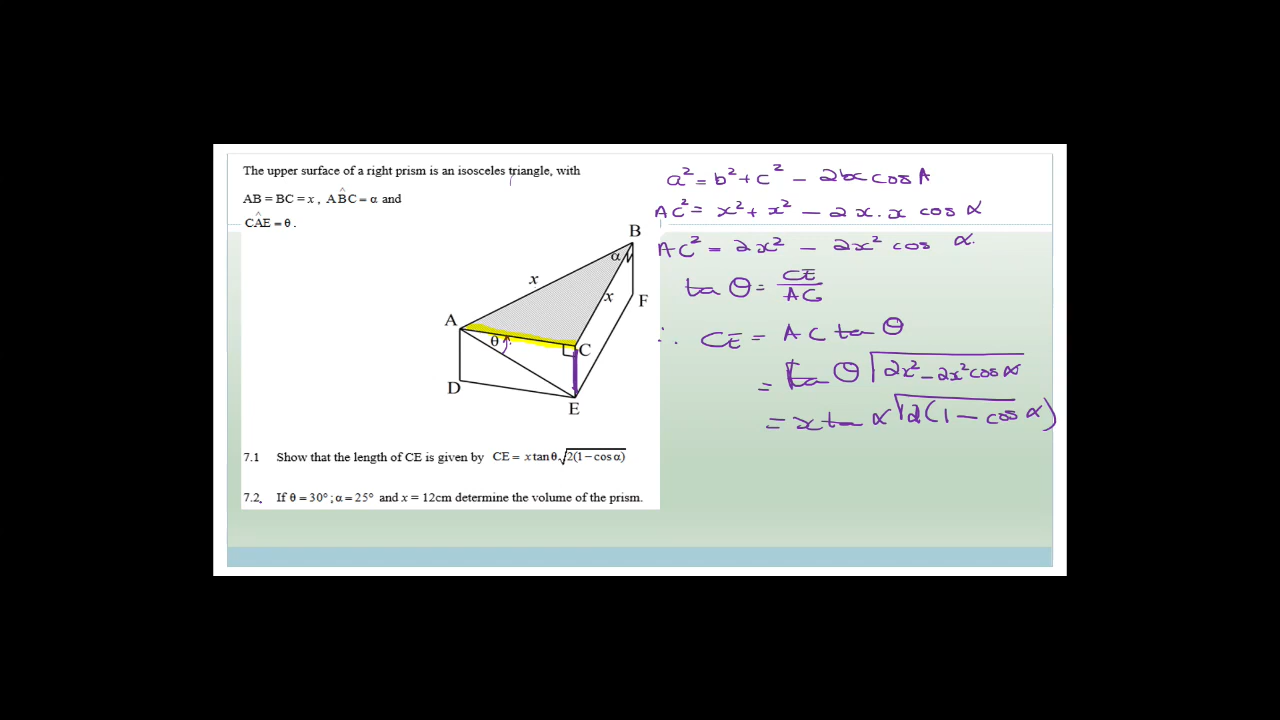 The upper surface of a right prism is an isosceles triangle, with
AB = BC = x , AB̂C = α and
CÂE = θ .
B
α
x
x
F
A
θ
C
D
E
7.1 Show that the length of CE is given by CE = x tan θ.√2(1 − cos α)
7.2. If θ = 30° ; α = 25° and x = 12cm determine the volume of the prism.
a² = b² + c² − 2bc cos A
AC² = x² + x² − 2x.x cos α
AC² = 2x² − 2x² cos α.
tan θ = CE/AC
∴ CE = AC tan θ
= tan θ √2x² − 2x² cos α
= x tan α √2(1 − cos α)